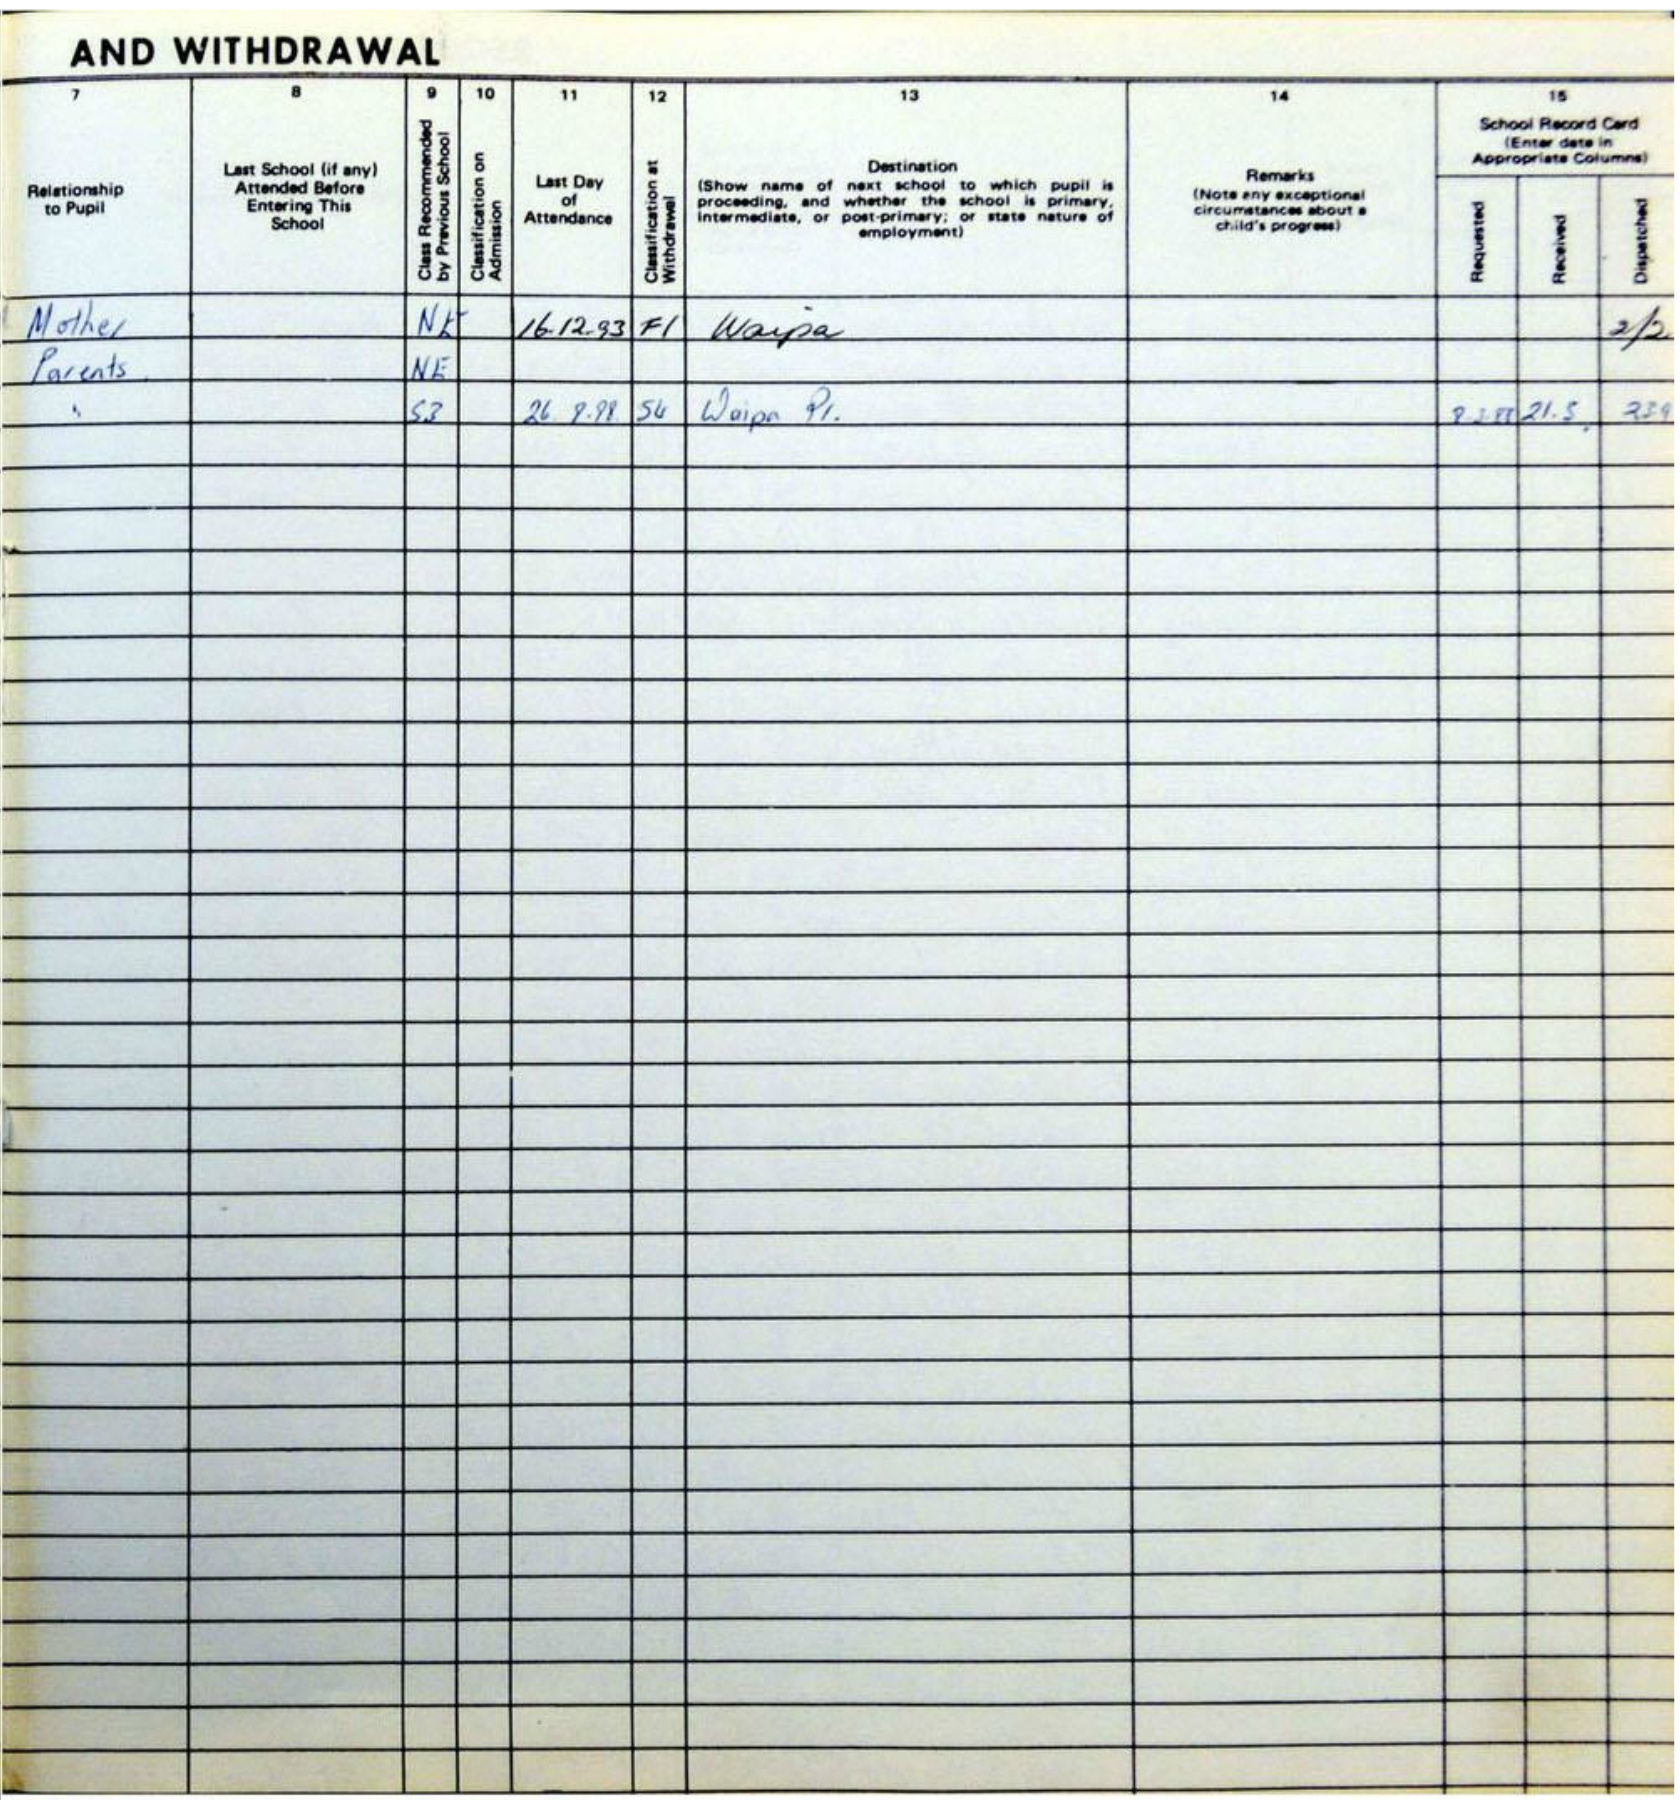 AND WITHDRAWAL
7 8 9 10 11 12 13 14 15
Relationship
to Pupil
Last School (if any)
Attended Before
Entering This
School
Class Recommended
by Previous School
Classification on
Admission
Last Day
of
Attendance
Classification at
Withdrawal
Destination
(Show name of next school to which pupil is
proceeding, and whether the school is primary,
intermediate, or post-primary; or state nature of
employment)
Remarks
(Note any exceptional
circumstances about a
child's progress)
School Record Card
(Enter date in
Appropriate Columns)
Requested
Received
Dispatched
Mother NE 16.12.93 F1 Waipa 2/2
Parents NE
" S3 S4 Waipa Pr. 21.3